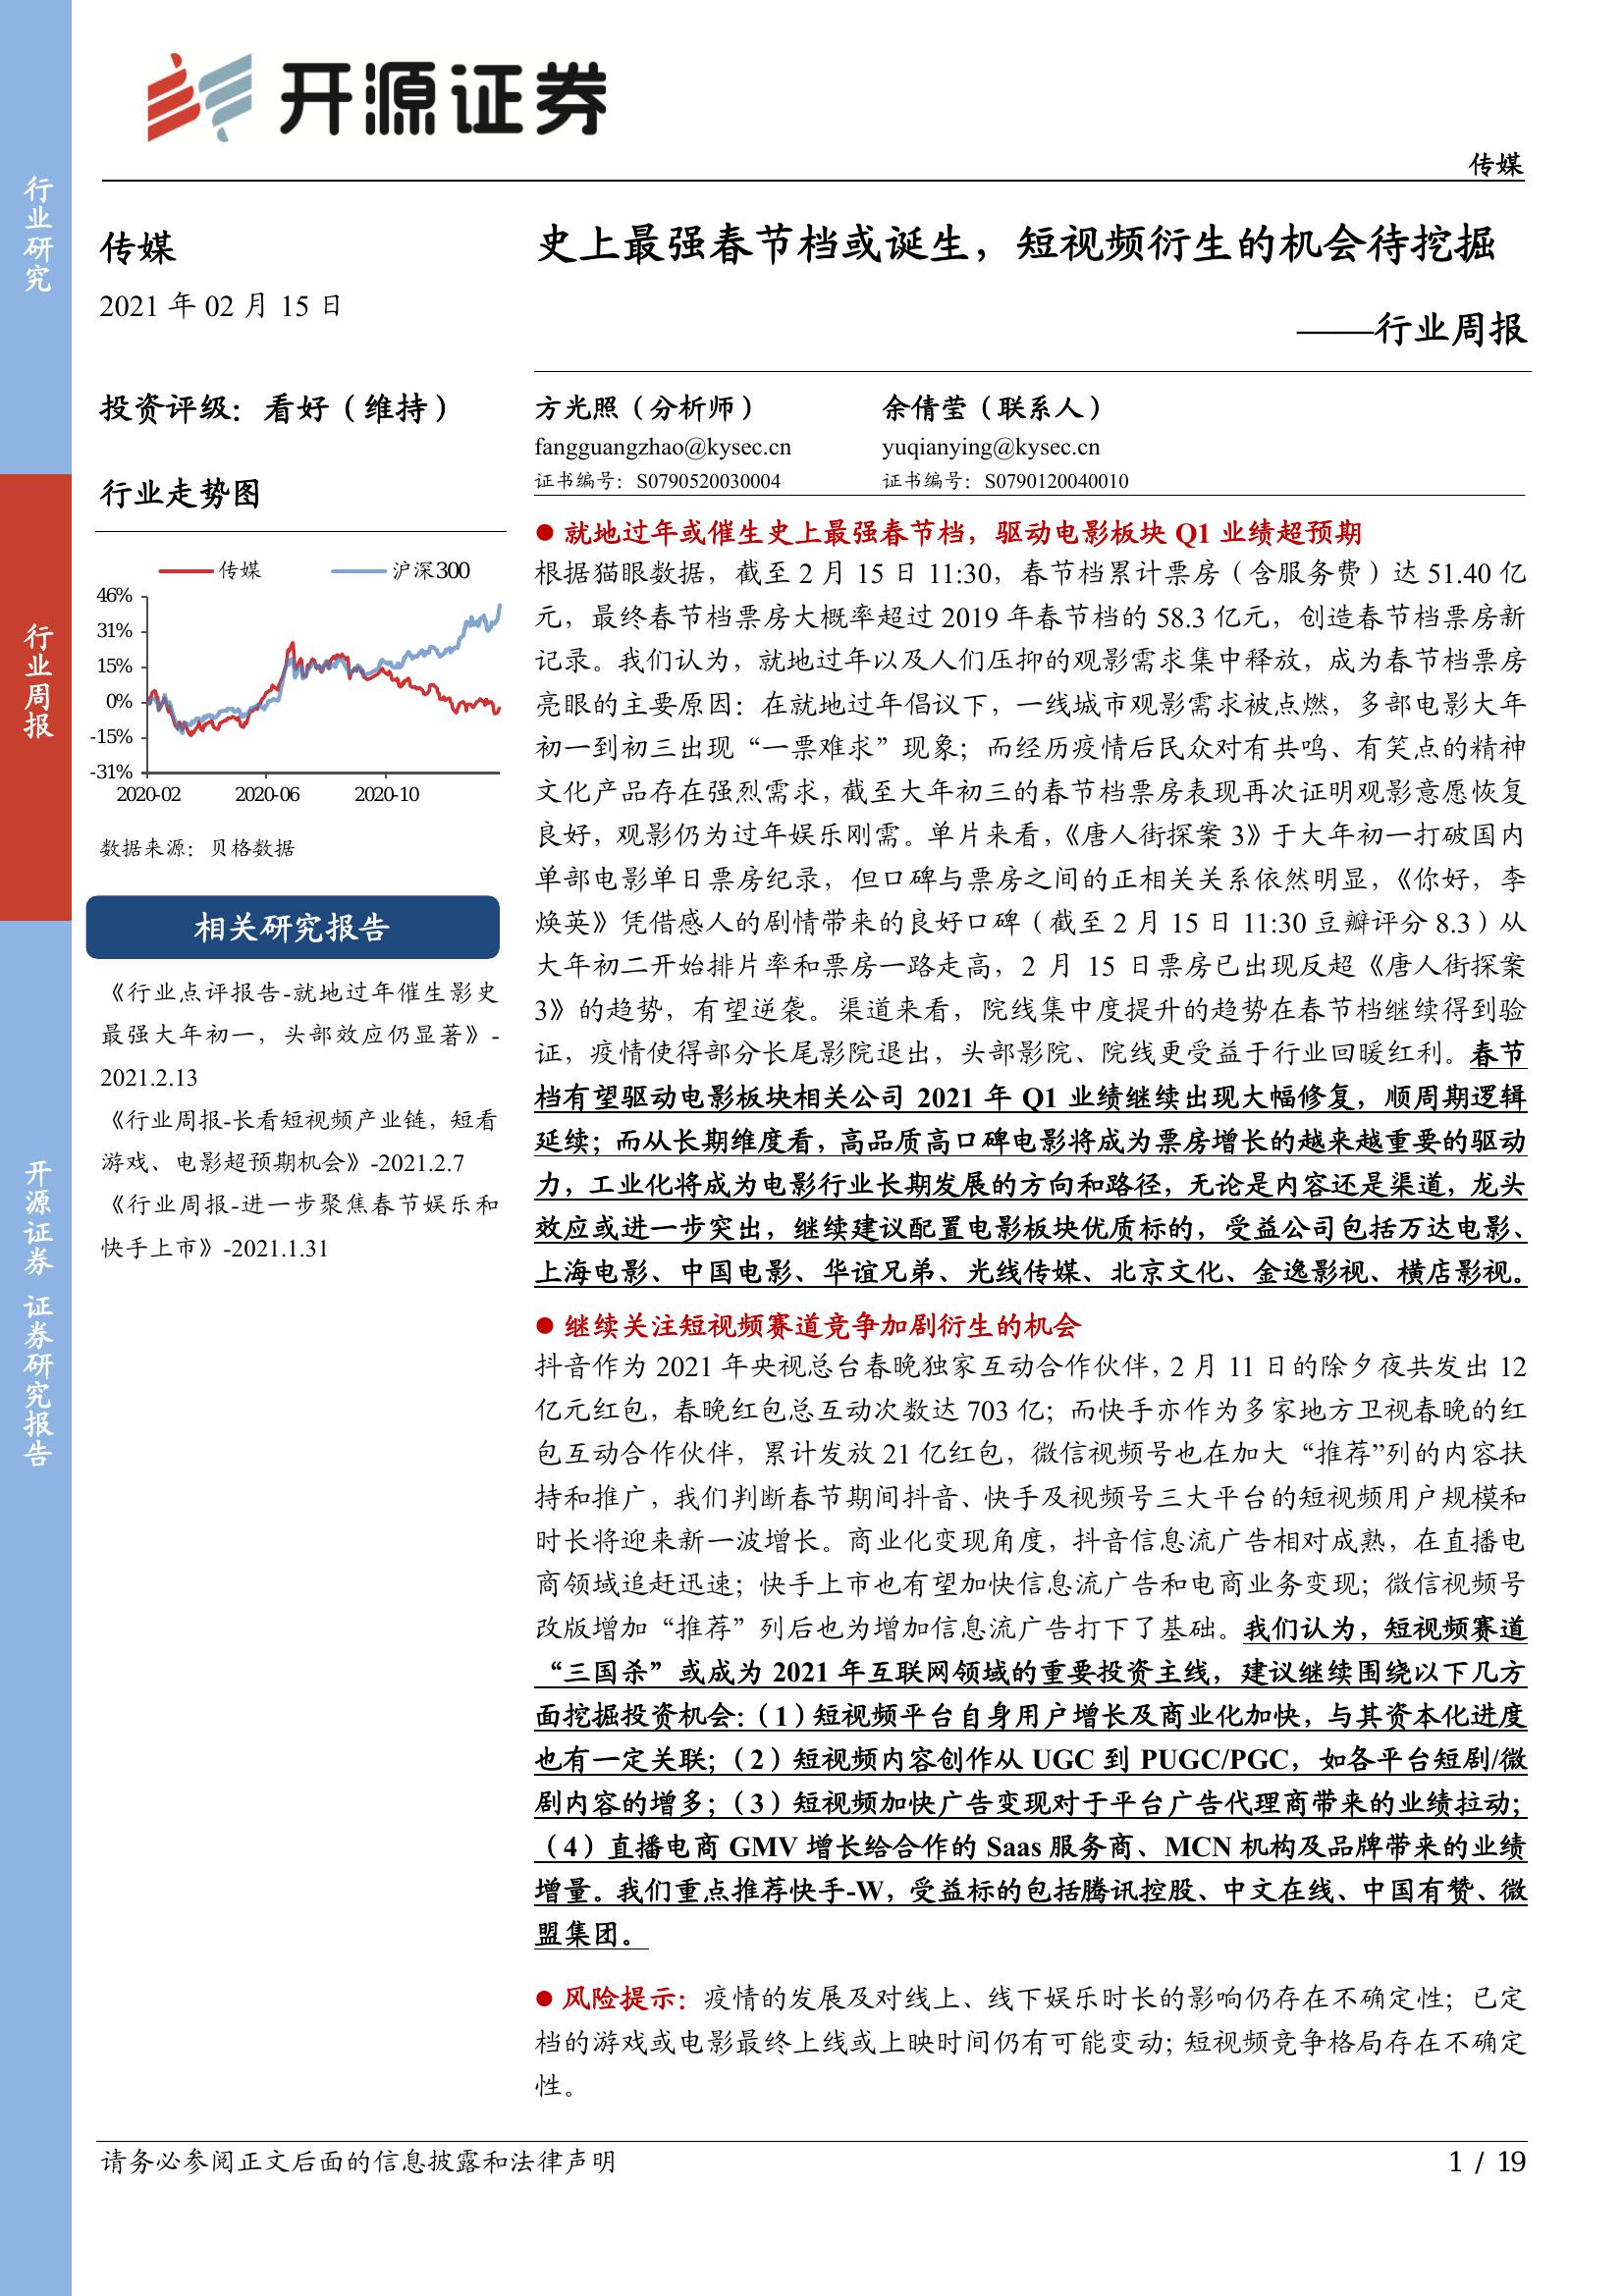 开源证券
传媒
行业研究
行业周报
开源证券 证券研究报告
传媒
2021 年 02 月 15 日
投资评级：看好（维持）
行业走势图
传媒 沪深300
46%
31%
15%
0%
-15%
-31%
2020-02 2020-06 2020-10
数据来源：贝格数据
相关研究报告
《行业点评报告-就地过年催生影史
最强大年初一，头部效应仍显著》-
2021.2.13
《行业周报-长看短视频产业链，短看
游戏、电影超预期机会》-2021.2.7
《行业周报-进一步聚焦春节娱乐和
快手上市》-2021.1.31
史上最强春节档或诞生，短视频衍生的机会待挖掘
——行业周报
方光照（分析师） 余倩莹（联系人）
fangguangzhao@kysec.cn yuqianying@kysec.cn
证书编号：S0790520030004 证书编号：S0790120040010
● 就地过年或催生史上最强春节档，驱动电影板块 Q1 业绩超预期
根据猫眼数据，截至 2 月 15 日 11:30，春节档累计票房（含服务费）达 51.40 亿
元，最终春节档票房大概率超过 2019 年春节档的 58.3 亿元，创造春节档票房新
记录。我们认为，就地过年以及人们压抑的观影需求集中释放，成为春节档票房
亮眼的主要原因：在就地过年倡议下，一线城市观影需求被点燃，多部电影大年
初一到初三出现“一票难求”现象；而经历疫情后民众对有共鸣、有笑点的精神
文化产品存在强烈需求，截至大年初三的春节档票房表现再次证明观影意愿恢复
良好，观影仍为过年娱乐刚需。单片来看，《唐人街探案 3》于大年初一打破国内
单部电影单日票房纪录，但口碑与票房之间的正相关关系依然明显，《你好，李
焕英》凭借感人的剧情带来的良好口碑（截至 2 月 15 日 11:30 豆瓣评分 8.3）从
大年初二开始排片率和票房一路走高，2 月 15 日票房已出现反超《唐人街探案
3》的趋势，有望逆袭。渠道来看，院线集中度提升的趋势在春节档继续得到验
证，疫情使得部分长尾影院退出，头部影院、院线更受益于行业回暖红利。春节
档有望驱动电影板块相关公司 2021 年 Q1 业绩继续出现大幅修复，顺周期逻辑
延续；而从长期维度看，高品质高口碑电影将成为票房增长的越来越重要的驱动
力，工业化将成为电影行业长期发展的方向和路径，无论是内容还是渠道，龙头
效应或进一步突出，继续建议配置电影板块优质标的，受益公司包括万达电影、
上海电影、中国电影、华谊兄弟、光线传媒、北京文化、金逸影视、横店影视。
● 继续关注短视频赛道竞争加剧衍生的机会
抖音作为 2021 年央视总台春晚独家互动合作伙伴，2 月 11 日的除夕夜共发出 12
亿元红包，春晚红包总互动次数达 703 亿；而快手亦作为多家地方卫视春晚的红
包互动合作伙伴，累计发放 21 亿红包，微信视频号也在加大“推荐”列的内容扶
持和推广，我们判断春节期间抖音、快手及视频号三大平台的短视频用户规模和
时长将迎来新一波增长。商业化变现角度，抖音信息流广告相对成熟，在直播电
商领域追赶迅速；快手上市也有望加快信息流广告和电商业务变现；微信视频号
改版增加“推荐”列后也为增加信息流广告打下了基础。我们认为，短视频赛道
“三国杀”或成为 2021 年互联网领域的重要投资主线，建议继续围绕以下几方
面挖掘投资机会：（1）短视频平台自身用户增长及商业化加快，与其资本化进度
也有一定关联；（2）短视频内容创作从 UGC 到 PUGC/PGC，如各平台短剧/微
剧内容的增多；（3）短视频加快广告变现对于平台广告代理商带来的业绩拉动；
（4）直播电商 GMV 增长给合作的 Saas 服务商、MCN 机构及品牌带来的业绩
增量。我们重点推荐快手-W，受益标的包括腾讯控股、中文在线、中国有赞、微
盟集团。
● 风险提示：疫情的发展及对线上、线下娱乐时长的影响仍存在不确定性；已定
档的游戏或电影最终上线或上映时间仍有可能变动；短视频竞争格局存在不确定
性。
请务必参阅正文后面的信息披露和法律声明 1 / 19